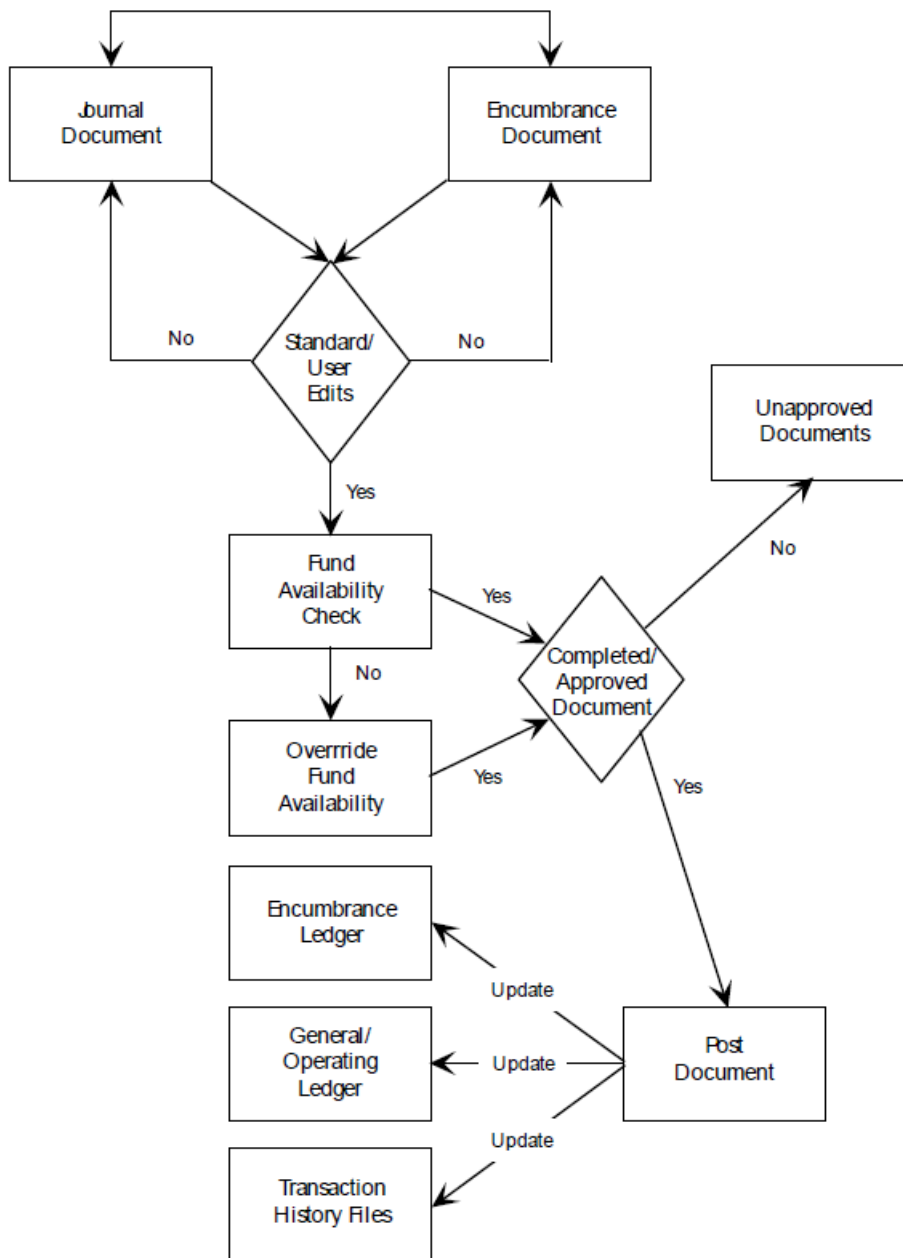 Journal
Document
Encumbrance
Document
No
Standard/
User
Edits
No
Unapproved
Documents
Yes
No
Fund
Availability
Check
Yes
Completed/
Approved
Document
No
Overrride
Fund
Availability
Yes
Yes
Encumbrance
Ledger
Update
General/
Operating
Ledger
Update
Post
Document
Update
Transaction
History Files